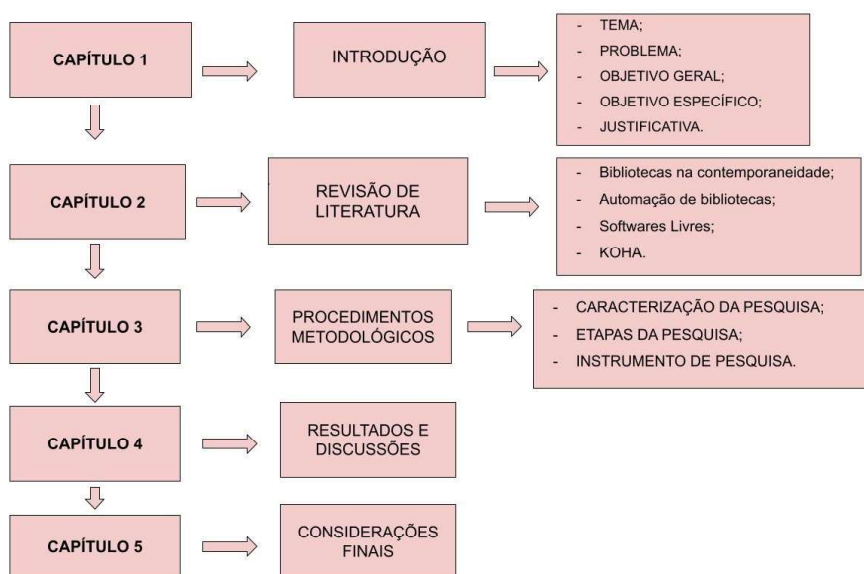 CAPÍTULO 1
INTRODUÇÃO
- TEMA;
- PROBLEMA;
- OBJETIVO GERAL;
- OBJETIVO ESPECÍFICO;
- JUSTIFICATIVA.
CAPÍTULO 2
REVISÃO DE
LITERATURA
- Bibliotecas na contemporaneidade;
- Automação de bibliotecas;
- Softwares Livres;
- KOHA.
CAPÍTULO 3
PROCEDIMENTOS
METODOLÓGICOS
- CARACTERIZAÇÃO DA PESQUISA;
- ETAPAS DA PESQUISA;
- INSTRUMENTO DE PESQUISA.
CAPÍTULO 4
RESULTADOS E
DISCUSSÕES
CAPÍTULO 5
CONSIDERAÇÕES
FINAIS